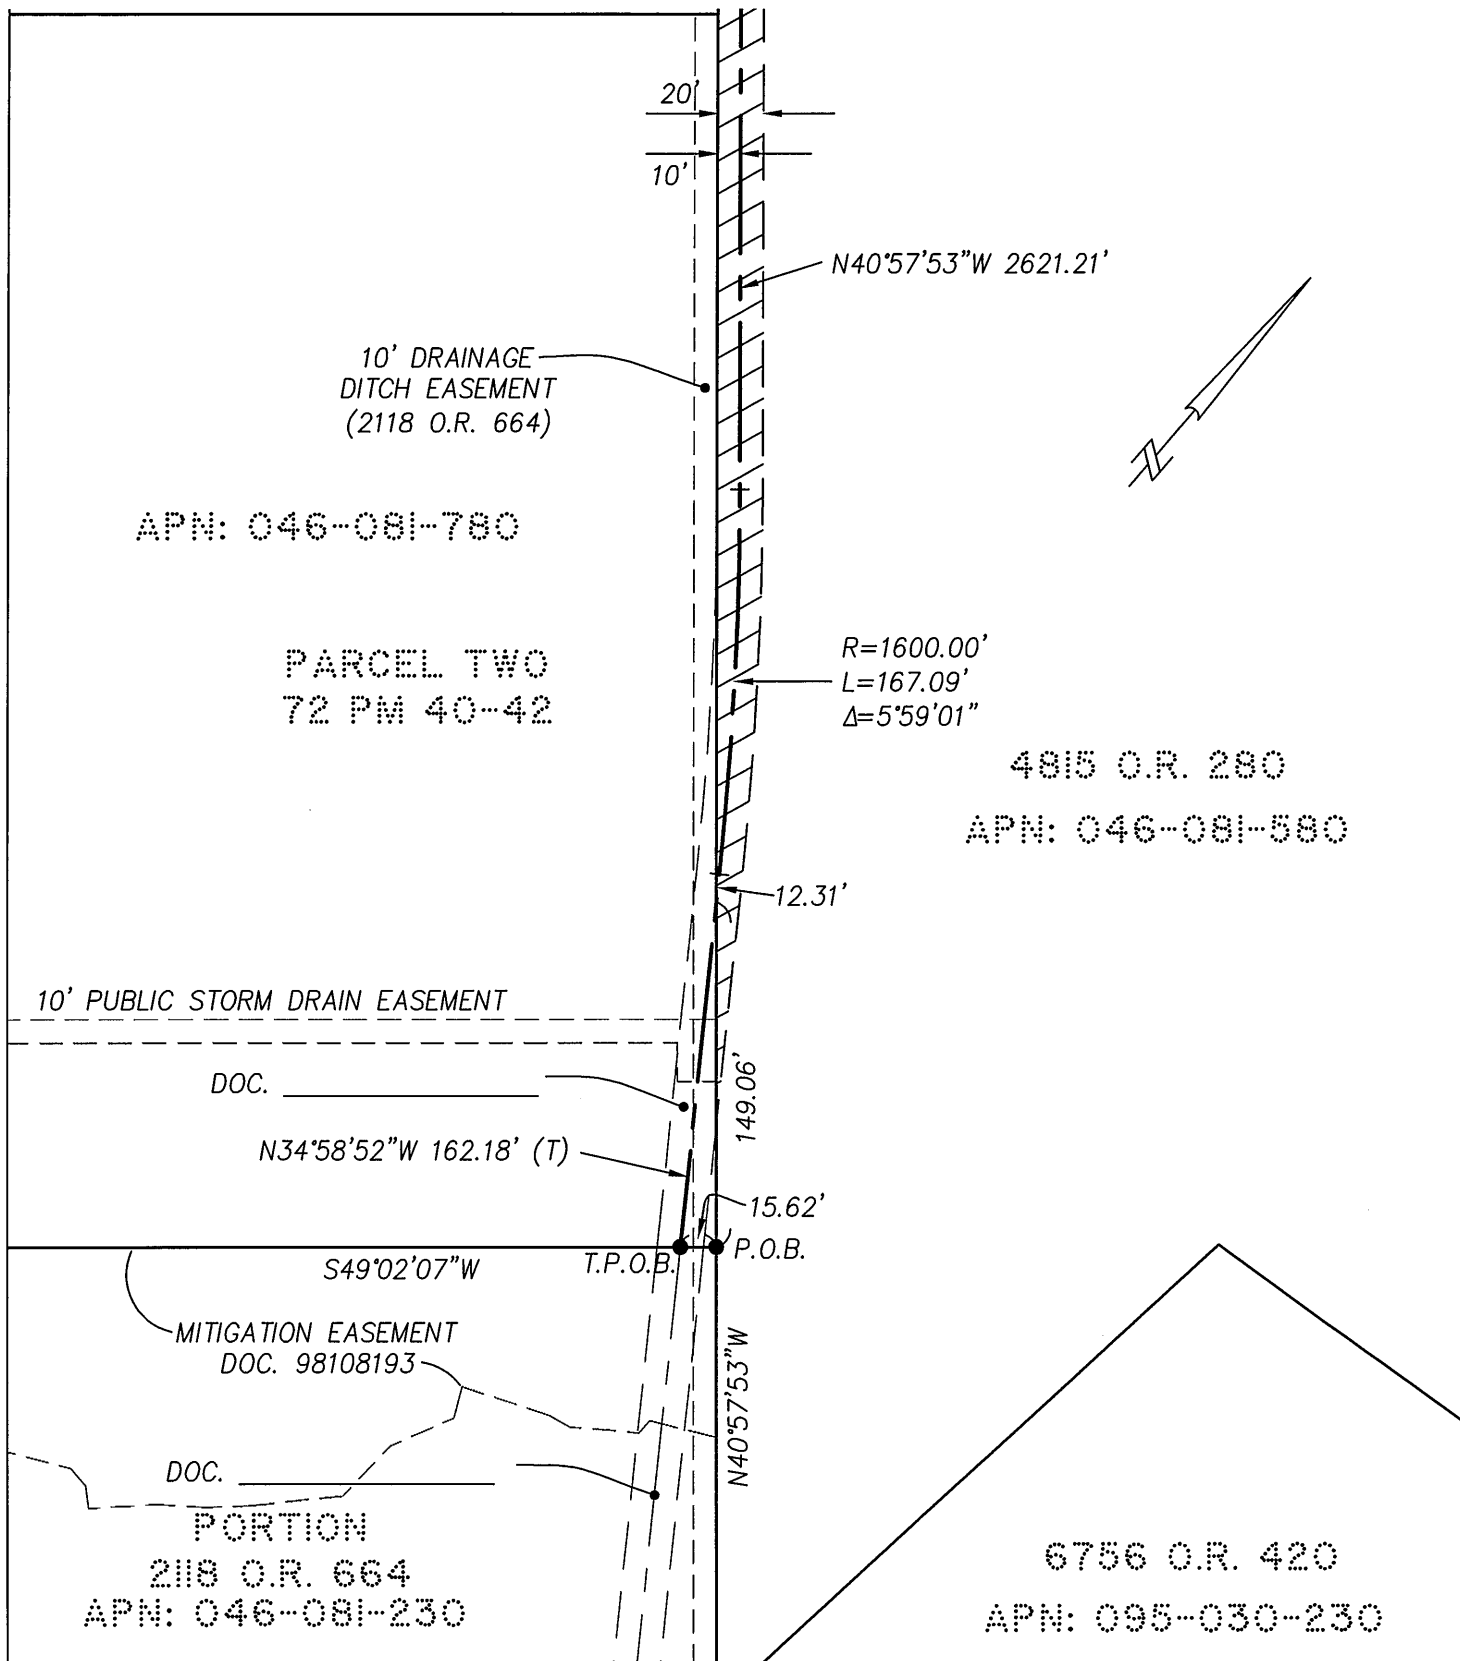 20'
10'
N40°57'53"W 2621.21'
10' DRAINAGE
DITCH EASEMENT
(2118 O.R. 664)
APN: 046-081-780
PARCEL TWO
72 PM 40-42
R=1600.00'
L=167.09'
Δ=5°59'01"
4815 O.R. 280
APN: 046-081-580
12.31'
10' PUBLIC STORM DRAIN EASEMENT
DOC.
149.06'
N34°58'52"W 162.18' (T)
15.62'
T.P.O.B.
P.O.B.
S49°02'07"W
MITIGATION EASEMENT
DOC. 98108193
N40°57'53"W
DOC.
PORTION
2118 O.R. 664
APN: 046-081-230
6756 O.R. 420
APN: 095-030-230